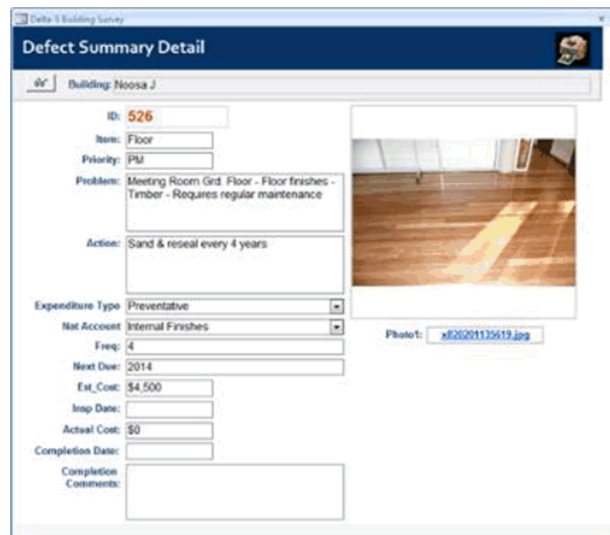 Delta-S Building Survey
Defect Summary Detail
Building: Noosa J
ID: 526
Item: Floor
Priority: PM
Problem: Meeting Room Grd. Floor - Floor finishes -
Timber - Requires regular maintenance
Action: Sand & reseal every 4 years
Expenditure Type Preventative
Nat Account Internal Finishes
Freq: 4
Next Due: 2014
Est_Cost: $4,500
Insp Date:
Actual Cost: $0
Completion Date:
Completion
Comments:
Photo1: x820201135619.jpg